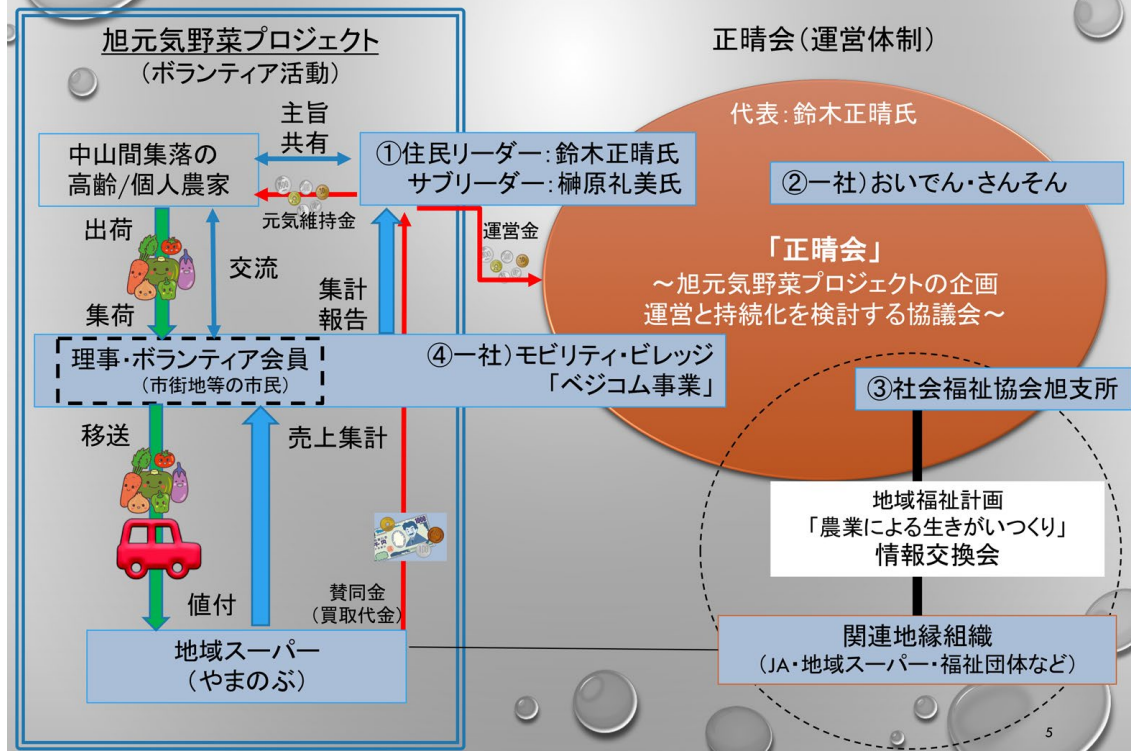 旭元気野菜プロジェクト
(ボランティア活動)
主旨
共有
中山間集落の
高齢/個人農家
①住民リーダー:鈴木正晴氏
サブリーダー:榊原礼美氏
元気維持金
出荷
交流
集荷
集計
報告
運営金
理事・ボランティア会員
(市街地等の市民)
④一社)モビリティ・ビレッジ
「ベジコム事業」
移送
売上集計
値付
賛同金
(買取代金)
地域スーパー
(やまのぶ)
正晴会(運営体制)
代表:鈴木正晴氏
②一社)おいでん・さんそん
「正晴会」
～旭元気野菜プロジェクトの企画
運営と持続化を検討する協議会～
③社会福祉協会旭支所
地域福祉計画
「農業による生きがいつくり」
情報交換会
関連地縁組織
(JA・地域スーパー・福祉団体など)
5